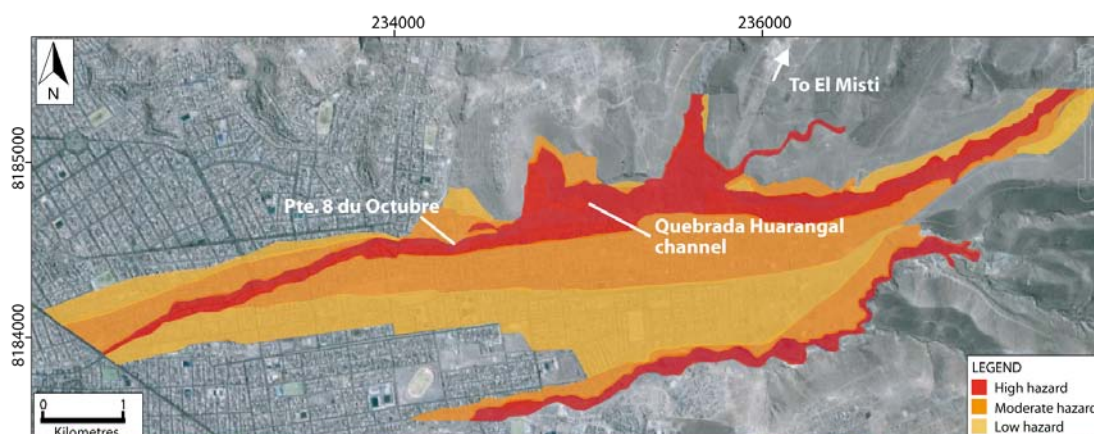 234000
236000
N
To El Misti
8185000
Pte. 8 du Octubre
Quebrada Huarangal
channel
8184000
0 1
Kilometres
LEGEND
High hazard
Moderate hazard
Low hazard